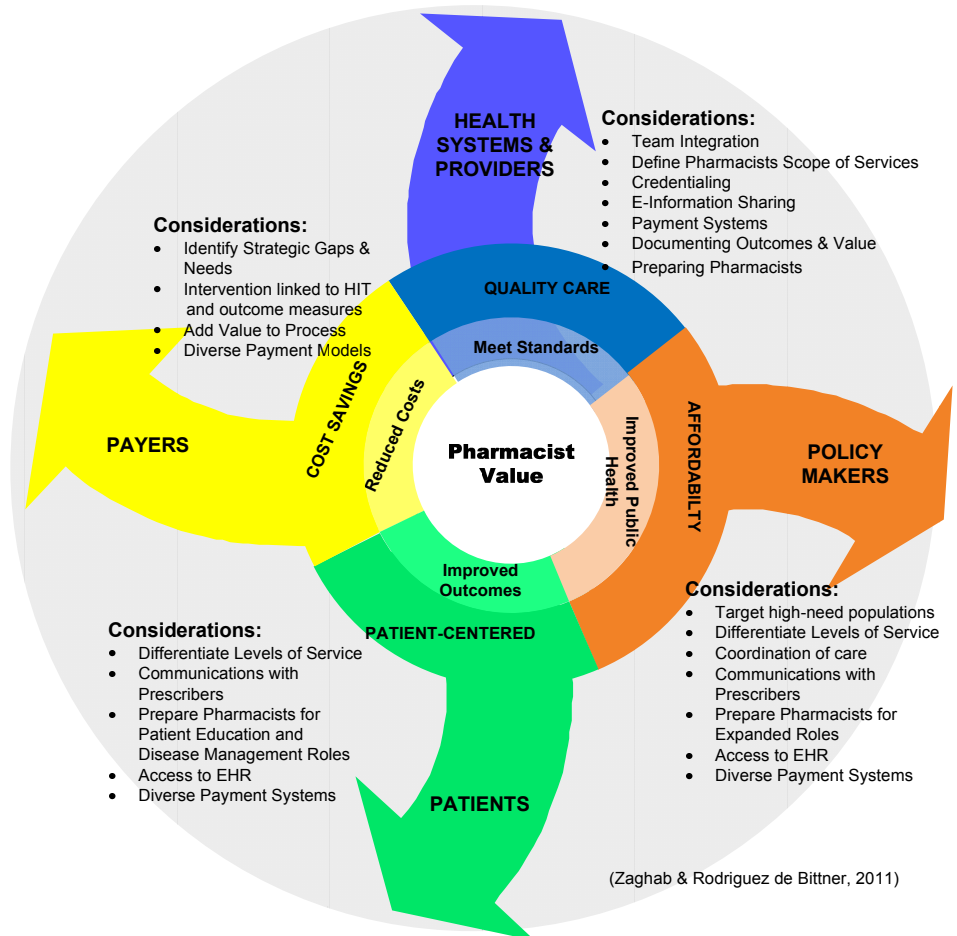 HEALTH
SYSTEMS &
PROVIDERS
Considerations:
• Team Integration
• Define Pharmacists Scope of Services
• Credentialing
• E-Information Sharing
• Payment Systems
• Documenting Outcomes & Value
• Preparing Pharmacists
Considerations:
• Identify Strategic Gaps &
Needs
• Intervention linked to HIT
and outcome measures
• Add Value to Process
• Diverse Payment Models
QUALITY CARE
Meet Standards
COST SAVINGS
Reduced Costs
Pharmacist
Value
Improved Public
Health
AFFORDABILTY
PAYERS
POLICY
MAKERS
Improved
Outcomes
PATIENT-CENTERED
Considerations:
• Differentiate Levels of Service
• Communications with
Prescribers
• Prepare Pharmacists for
Patient Education and
Disease Management Roles
• Access to EHR
• Diverse Payment Systems
Considerations:
• Target high-need populations
• Differentiate Levels of Service
• Coordination of care
• Communications with
Prescribers
• Prepare Pharmacists for
Expanded Roles
• Access to EHR
• Diverse Payment Systems
PATIENTS
(Zaghab & Rodriguez de Bittner, 2011)